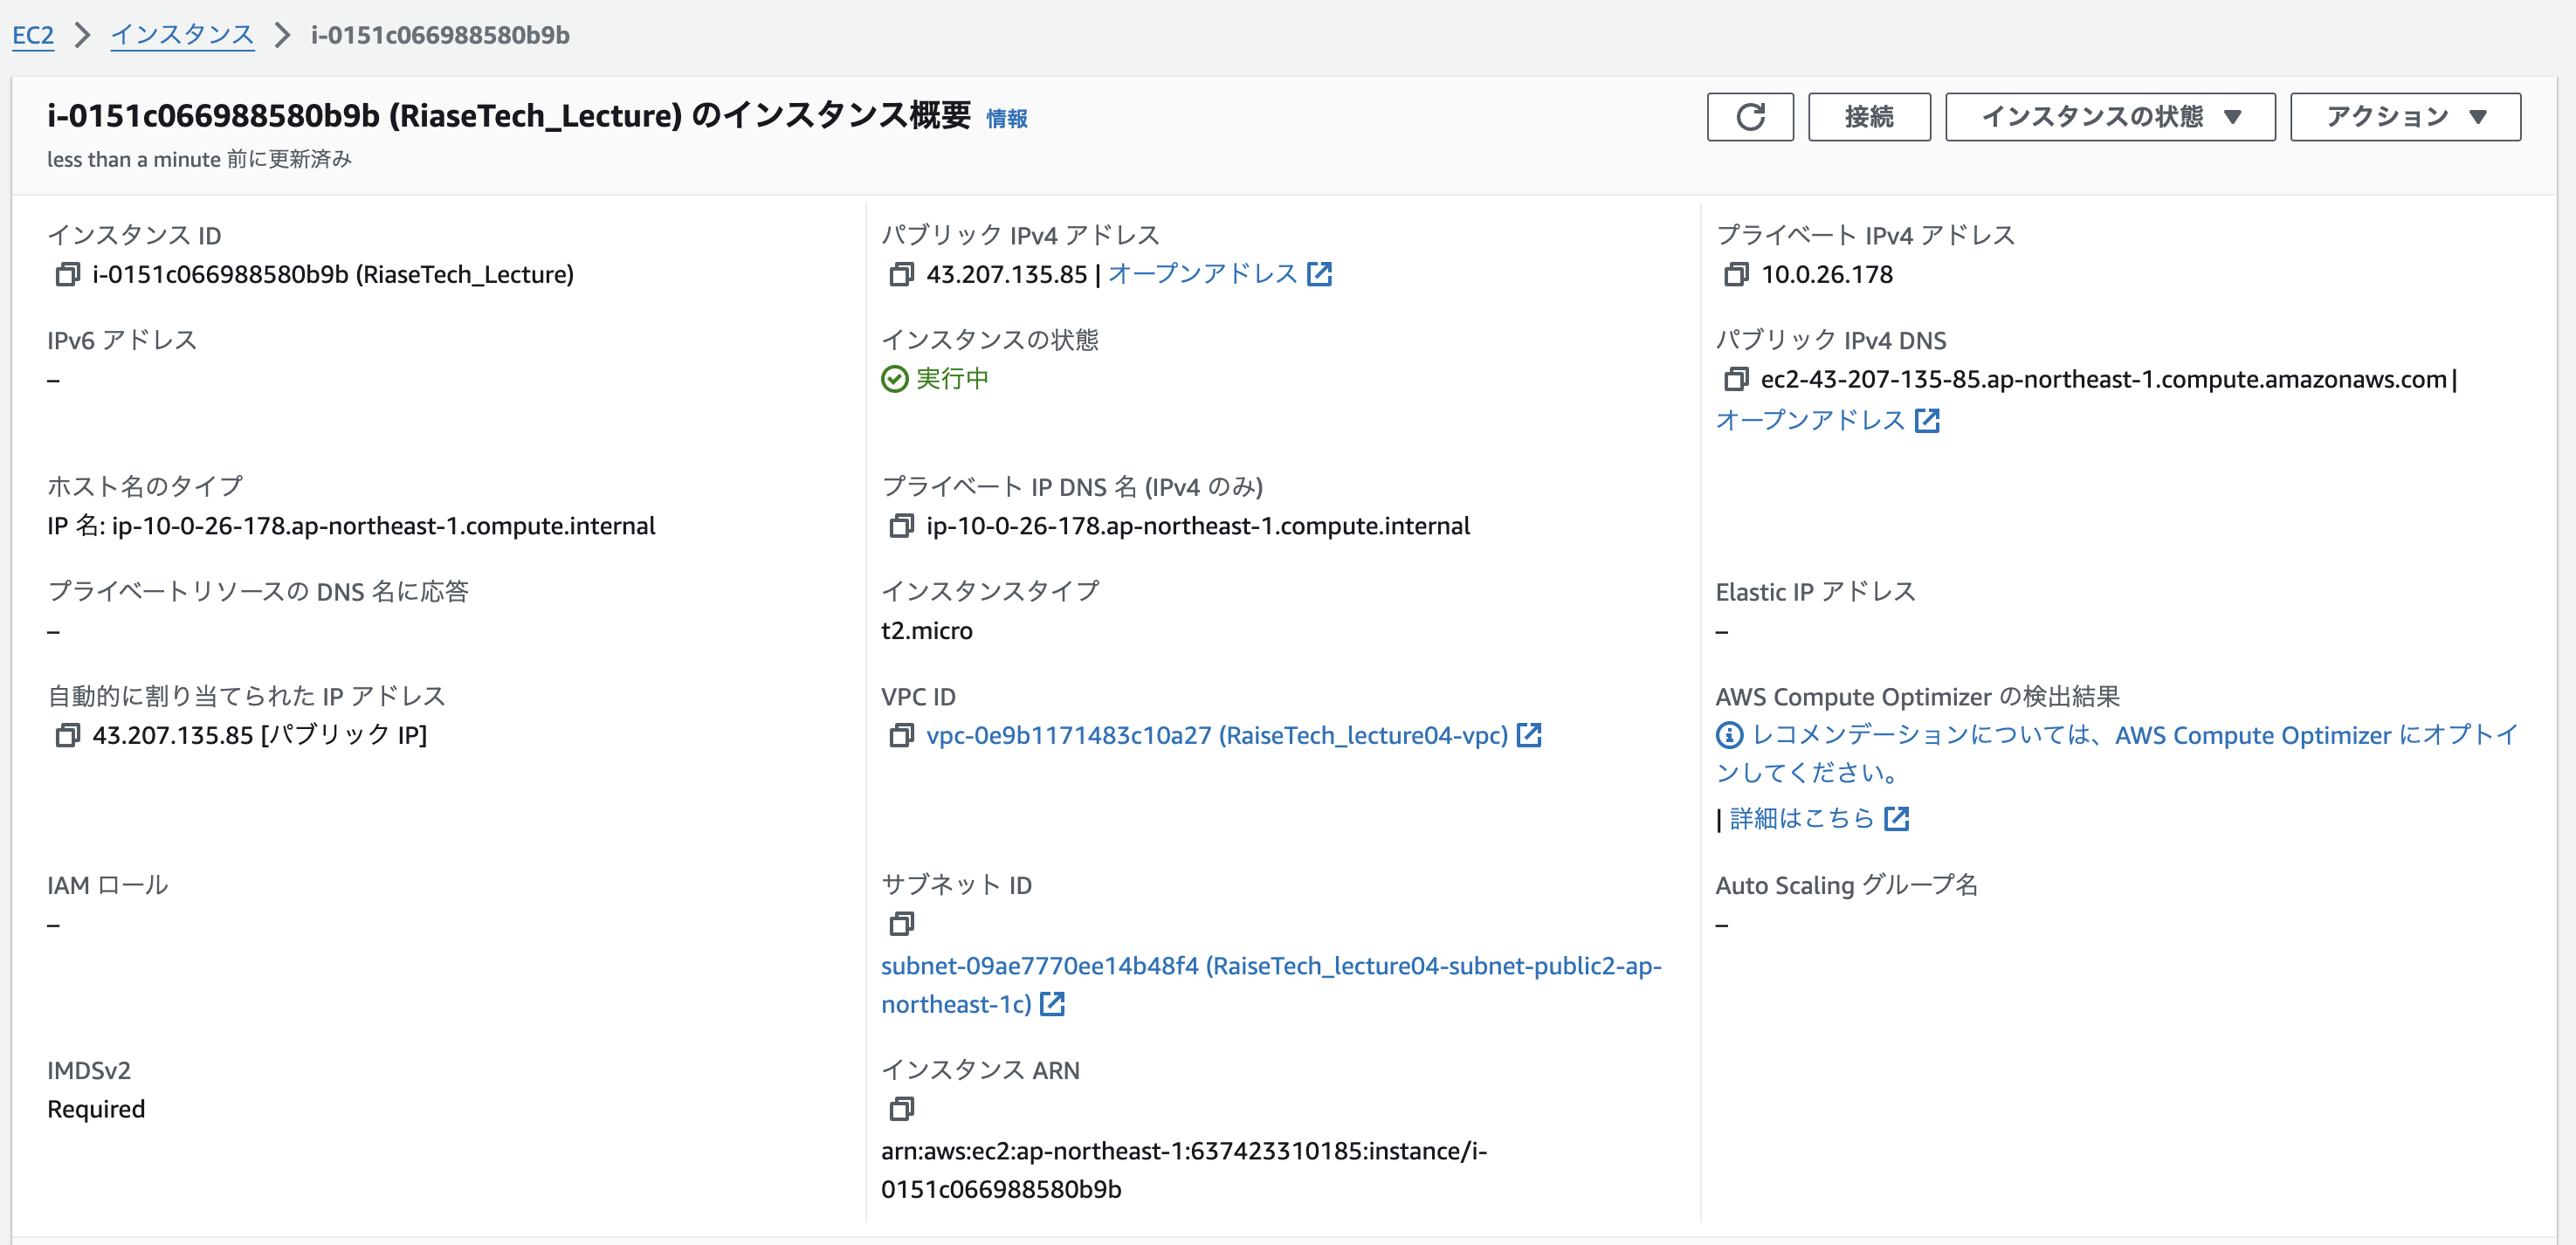 EC2 > インスタンス > i-0151c066988580b9b
i-0151c066988580b9b (RiaseTech_Lecture) のインスタンス概要 情報
less than a minute 前に更新済み
接続
インスタンスの状態 ▼
アクション ▼
インスタンス ID
i-0151c066988580b9b (RiaseTech_Lecture)
パブリック IPv4 アドレス
43.207.135.85 | オープンアドレス
プライベート IPv4 アドレス
10.0.26.178
IPv6 アドレス
–
インスタンスの状態
実行中
パブリック IPv4 DNS
ec2-43-207-135-85.ap-northeast-1.compute.amazonaws.com |
オープンアドレス
ホスト名のタイプ
IP 名: ip-10-0-26-178.ap-northeast-1.compute.internal
プライベート IP DNS 名 (IPv4 のみ)
ip-10-0-26-178.ap-northeast-1.compute.internal
プライベートリソースの DNS 名に応答
–
インスタンスタイプ
t2.micro
Elastic IP アドレス
–
自動的に割り当てられた IP アドレス
43.207.135.85 [パブリック IP]
VPC ID
vpc-0e9b1171483c10a27 (RaiseTech_lecture04-vpc)
AWS Compute Optimizer の検出結果
レコメンデーションについては、AWS Compute Optimizer にオプトイ
ンしてください。
| 詳細はこちら
IAM ロール
–
サブネット ID
subnet-09ae7770ee14b48f4 (RaiseTech_lecture04-subnet-public2-ap-
northeast-1c)
Auto Scaling グループ名
–
IMDSv2
Required
インスタンス ARN
arn:aws:ec2:ap-northeast-1:637423310185:instance/i-
0151c066988580b9b